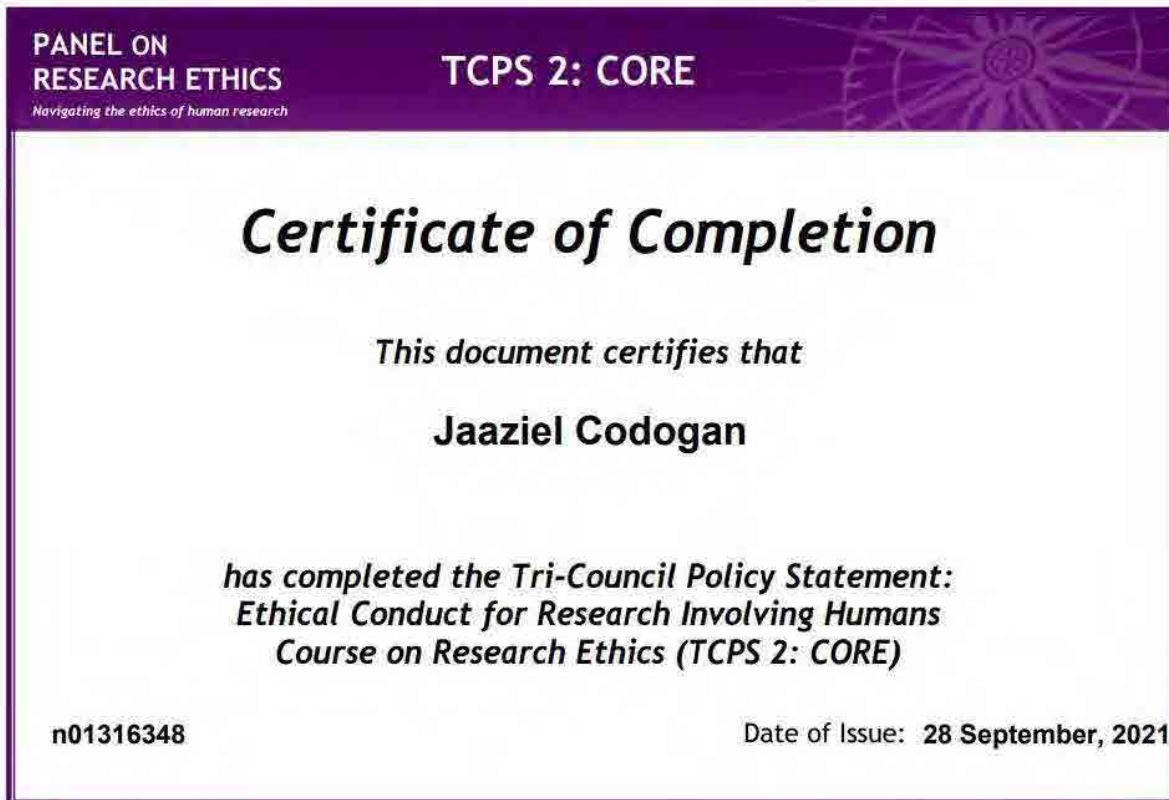 PANEL ON
RESEARCH ETHICS
Navigating the ethics of human research
TCPS 2: CORE
Certificate of Completion
This document certifies that
Jaaziel Codogan
has completed the Tri-Council Policy Statement:
Ethical Conduct for Research Involving Humans
Course on Research Ethics (TCPS 2: CORE)
n01316348
Date of Issue: 28 September, 2021